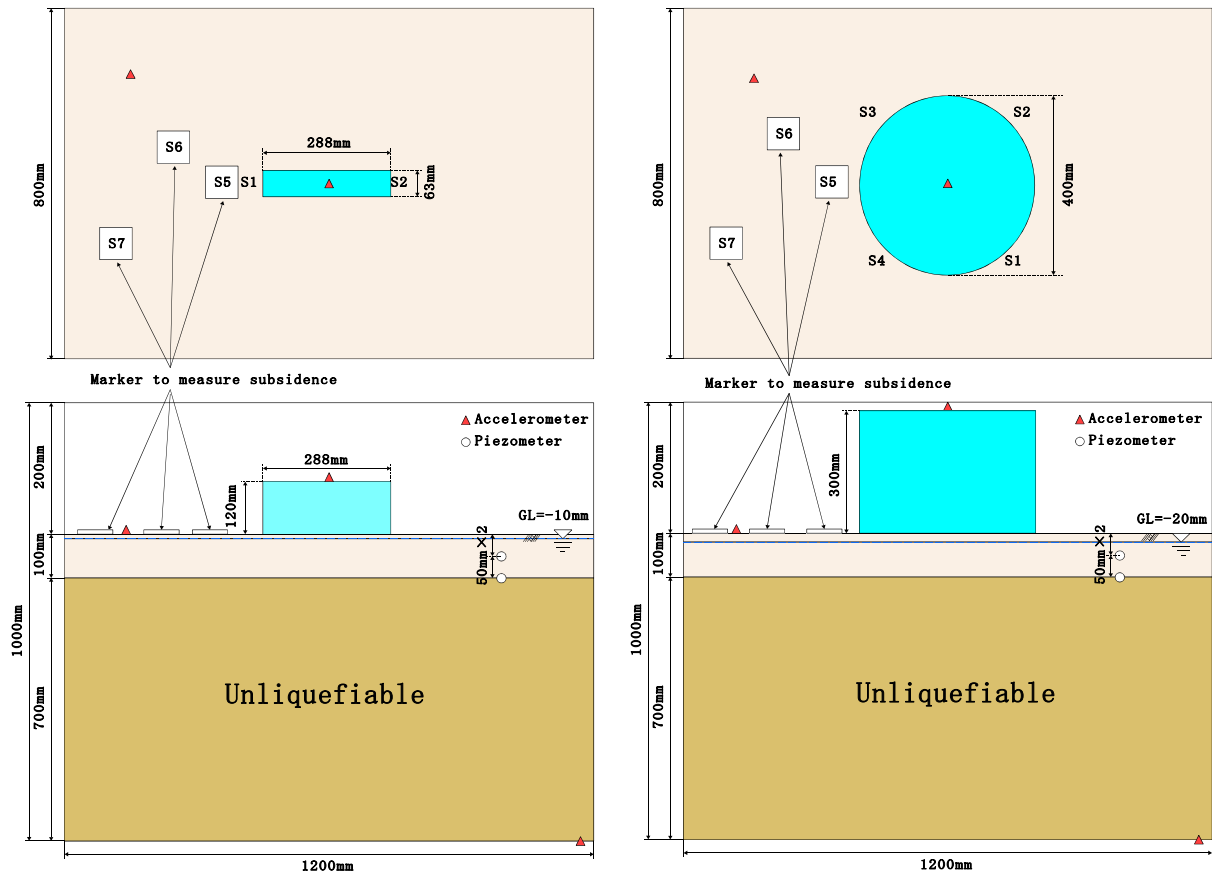 800mm
S6
S5
S7
288mm
S1
S2
63mm
Marker to measure subsidence
Accelerometer
Piezometer
288mm
120mm
200mm
GL=-10mm
100mm
50mm×2
1000mm
700mm
Unliquefiable
1200mm
800mm
S3
S2
S6
S5
S7
S4
S1
400mm
Marker to measure subsidence
Accelerometer
Piezometer
300mm
200mm
GL=-20mm
100mm
50mm×2
1000mm
700mm
Unliquefiable
1200mm